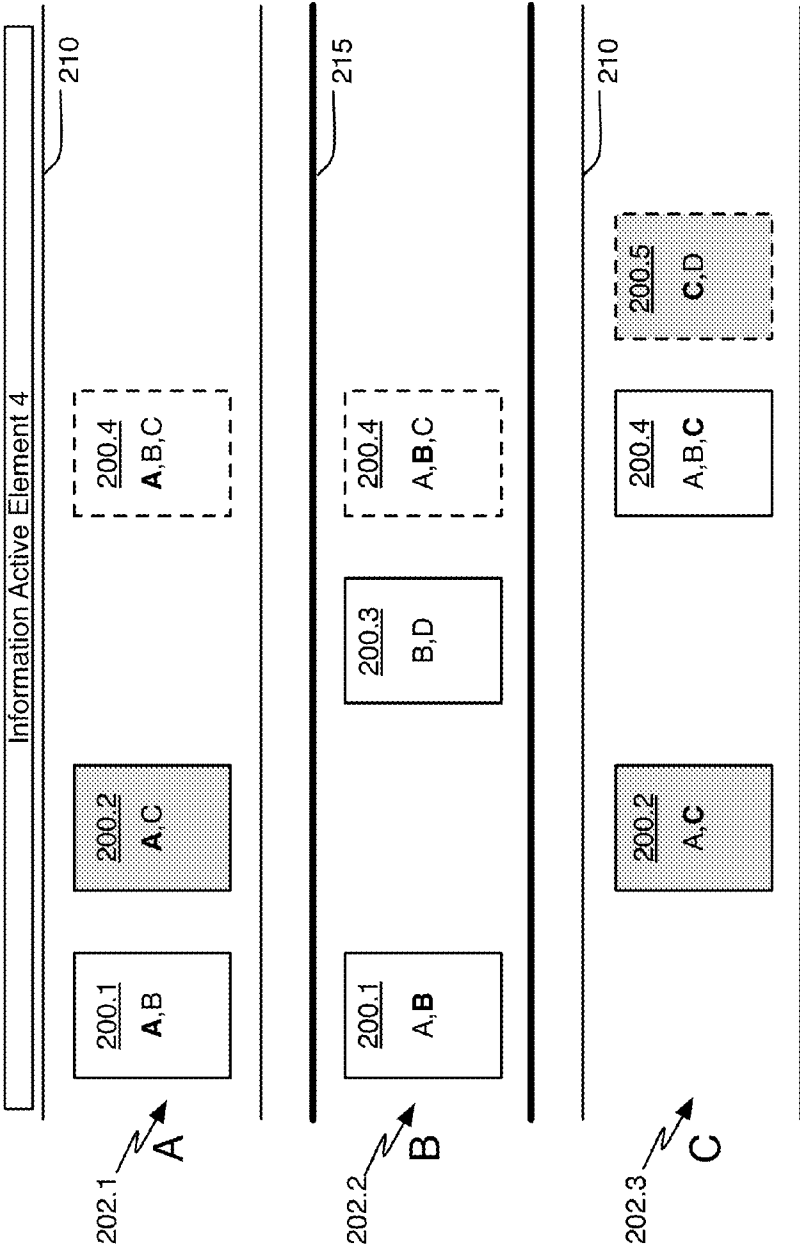 Information Active Element 4
210
202.1
A
200.1
A,B
200.2
A,C
200.4
A,B,C
215
202.2
B
200.1
A,B
200.3
B,D
200.4
A,B,C
210
202.3
C
200.2
A,C
200.4
A,B,C
200.5
C,D